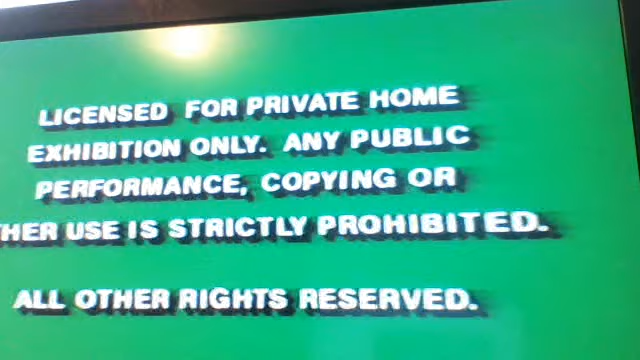 LICENSED FOR PRIVATE HOME
EXHIBITION ONLY. ANY PUBLIC
PERFORMANCE, COPYING OR
HER USE IS STRICTLY PROHIBITED.
ALL OTHER RIGHTS RESERVED.